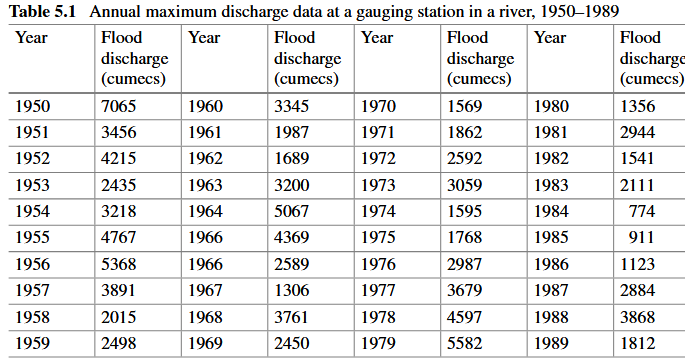 Table 5.1 Annual maximum discharge data at a gauging station in a river, 1950–1989
Year Flood discharge (cumecs) Year Flood discharge (cumecs) Year Flood discharge (cumecs) Year Flood discharge (cumecs)
1950 7065 1960 3345 1970 1569 1980 1356
1951 3456 1961 1987 1971 1862 1981 2944
1952 4215 1962 1689 1972 2592 1982 1541
1953 2435 1963 3200 1973 3059 1983 2111
1954 3218 1964 5067 1974 1595 1984 774
1955 4767 1966 4369 1975 1768 1985 911
1956 5368 1966 2589 1976 2987 1986 1123
1957 3891 1967 1306 1977 3679 1987 2884
1958 2015 1968 3761 1978 4597 1988 3868
1959 2498 1969 2450 1979 5582 1989 1812